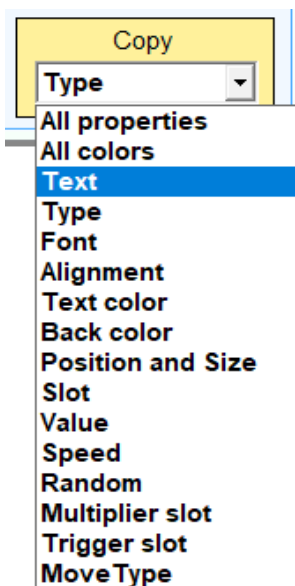 Copy
Type
All properties
All colors
Text
Type
Font
Alignment
Text color
Back color
Position and Size
Slot
Value
Speed
Random
Multiplier slot
Trigger slot
MoveType